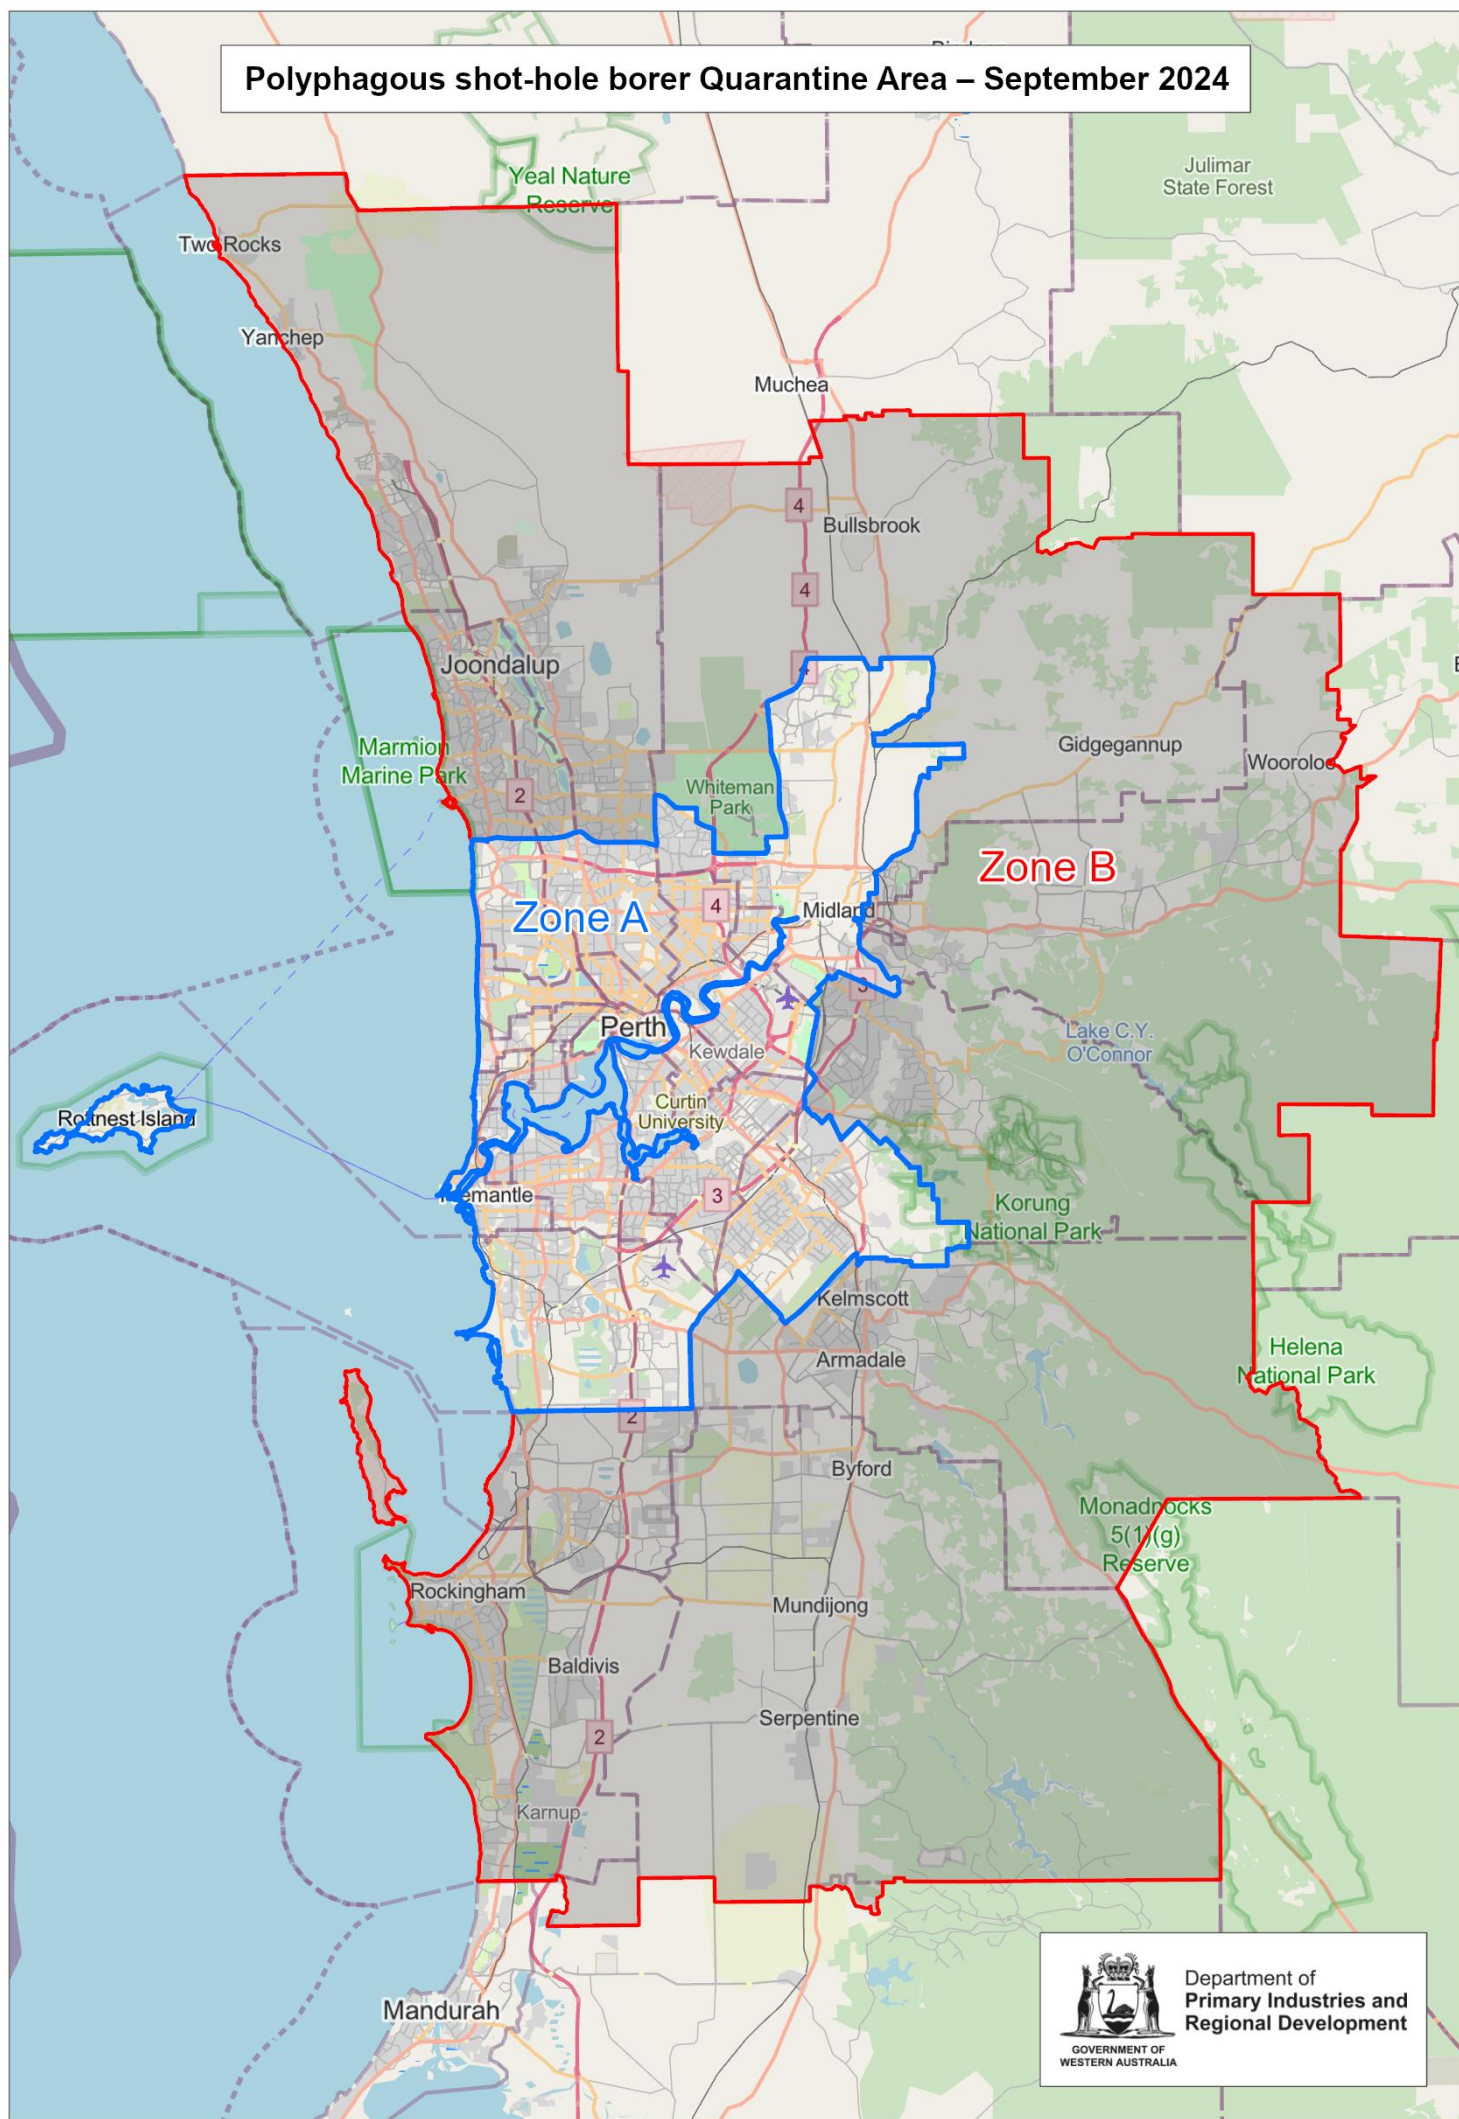 Polyphagous shot-hole borer Quarantine Area – September 2024
Julimar
State Forest
Yeal Nature
Reserve
Two Rocks
Yanchep
Muchea
4
Bullsbrook
4
Joondalup
4
Marmion
Marine Park
Gidgegannup
Wooroloo
2
Whiteman
Park
Zone B
Zone A
4
Midland
3
Perth
Kewdale
Lake C.Y.
O'Connor
Rottnest Island
Curtin
University
Fremantle
3
Korung
National Park
Kelmscott
Armadale
Helena
National Park
2
Byford
Monadnocks
5(1)(g)
Reserve
Rockingham
Mundijong
Baldivis
Serpentine
2
Karnup
Mandurah
Department of
Primary Industries and
Regional Development
GOVERNMENT OF
WESTERN AUSTRALIA